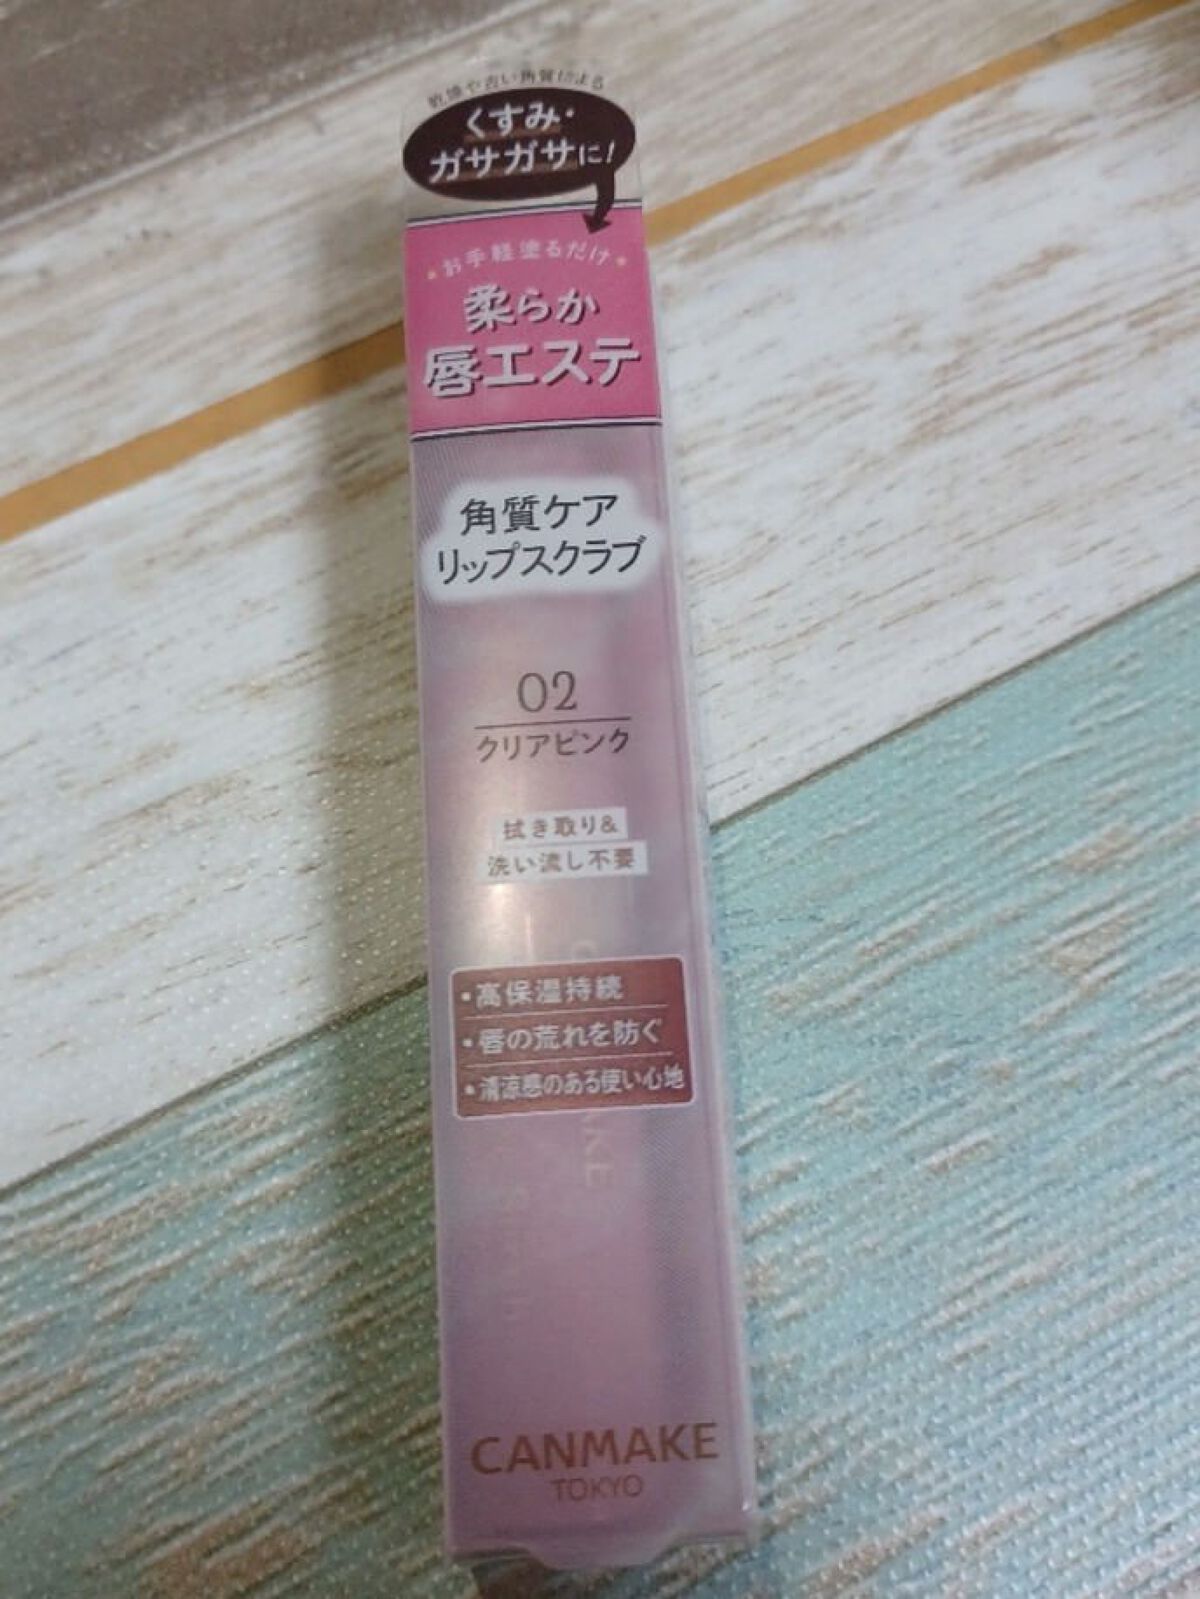 乾燥や古い角質による
くすみ・
ガサガサに!
お手軽塗るだけ
柔らか
唇エステ
角質ケア
リップスクラブ
02
クリアピンク
拭き取り&
洗い流し不要
・高保湿持続
・唇の荒れを防ぐ
・清涼感のある使い心地
CANMAKE
TOKYO